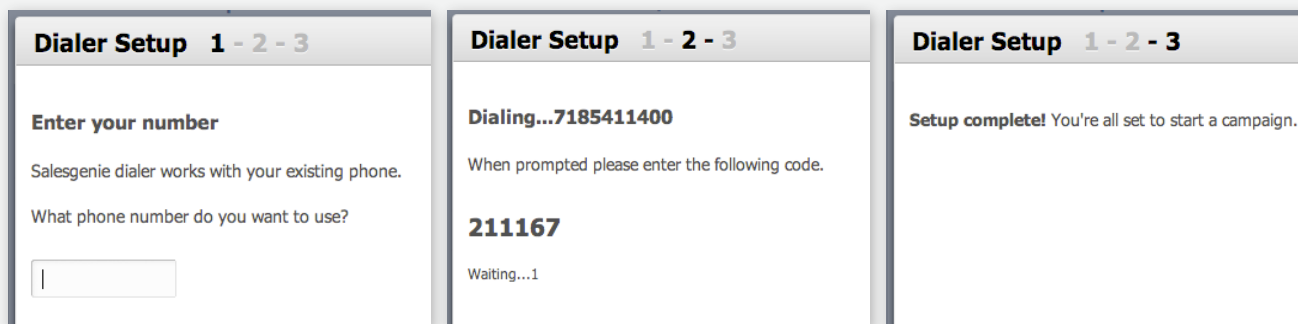 Dialer Setup 1 - 2 - 3
Enter your number
Salesgenie dialer works with your existing phone.
What phone number do you want to use?
Dialer Setup 1 - 2 - 3
Dialing...7185411400
When prompted please enter the following code.
211167
Waiting...1
Dialer Setup 1 - 2 - 3
Setup complete! You're all set to start a campaign.